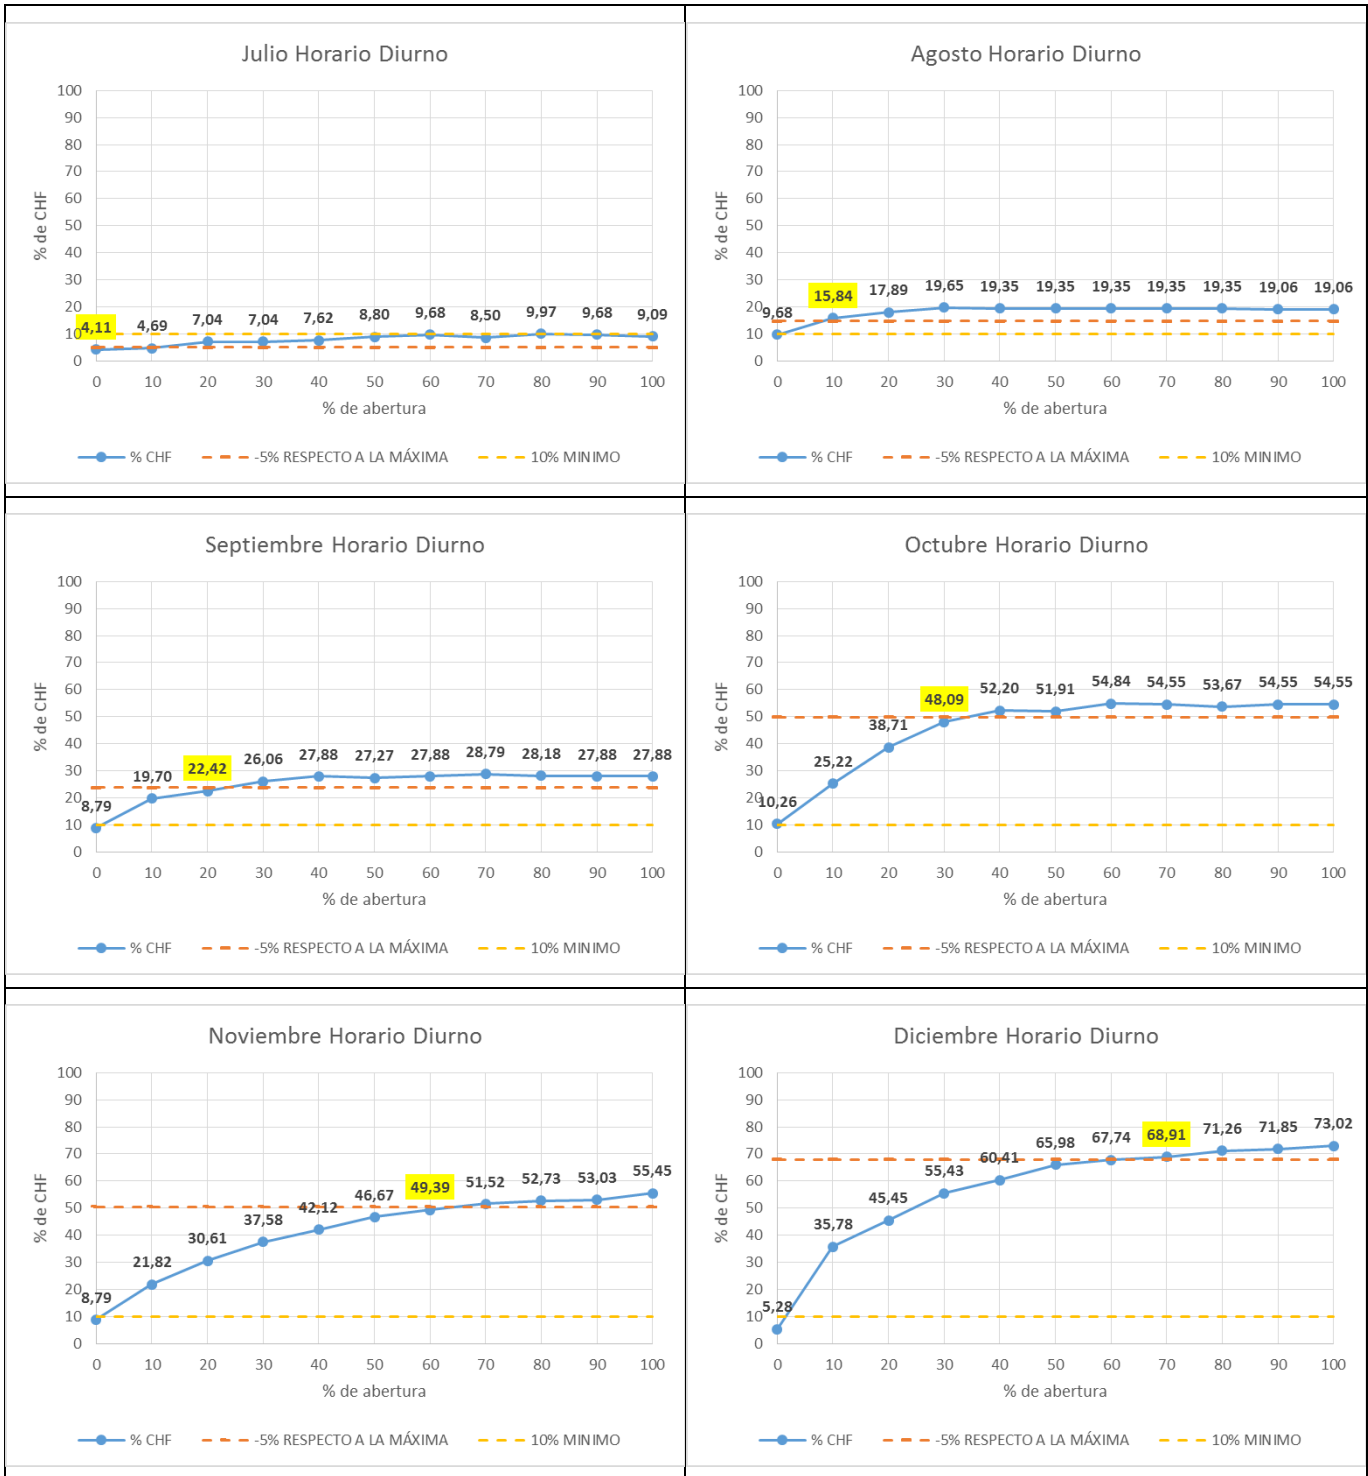 Julio Horario Diurno
100
90
80
70
60
50
40
30
20
10
0
% de CHF
4,11 4,69 7,04 7,04 7,62 8,80 9,68 8,50 9,97 9,68 9,09
0 10 20 30 40 50 60 70 80 90 100
% de abertura
% CHF -5% RESPECTO A LA MÁXIMA 10% MINIMO
Agosto Horario Diurno
100
90
80
70
60
50
40
30
20
10
0
% de CHF
9,68 15,84 17,89 19,65 19,35 19,35 19,35 19,35 19,35 19,06 19,06
0 10 20 30 40 50 60 70 80 90 100
% de abertura
% CHF -5% RESPECTO A LA MÁXIMA 10% MINIMO
Septiembre Horario Diurno
100
90
80
70
60
50
40
30
20
10
0
% de CHF
8,79 19,70 22,42 26,06 27,88 27,27 27,88 28,79 28,18 27,88 27,88
0 10 20 30 40 50 60 70 80 90 100
% de abertura
% CHF -5% RESPECTO A LA MÁXIMA 10% MINIMO
Octubre Horario Diurno
100
90
80
70
60
50
40
30
20
10
0
% de CHF
10,26 25,22 38,71 48,09 52,20 51,91 54,84 54,55 53,67 54,55 54,55
0 10 20 30 40 50 60 70 80 90 100
% de abertura
% CHF -5% RESPECTO A LA MÁXIMA 10% MINIMO
Noviembre Horario Diurno
100
90
80
70
60
50
40
30
20
10
0
% de CHF
8,79 21,82 30,61 37,58 42,12 46,67 49,39 51,52 52,73 53,03 55,45
0 10 20 30 40 50 60 70 80 90 100
% de abertura
% CHF -5% RESPECTO A LA MÁXIMA 10% MINIMO
Diciembre Horario Diurno
100
90
80
70
60
50
40
30
20
10
0
% de CHF
5,28 35,78 45,45 55,43 60,41 65,98 67,74 68,91 71,26 71,85 73,02
0 10 20 30 40 50 60 70 80 90 100
% de abertura
% CHF -5% RESPECTO A LA MÁXIMA 10% MINIMO